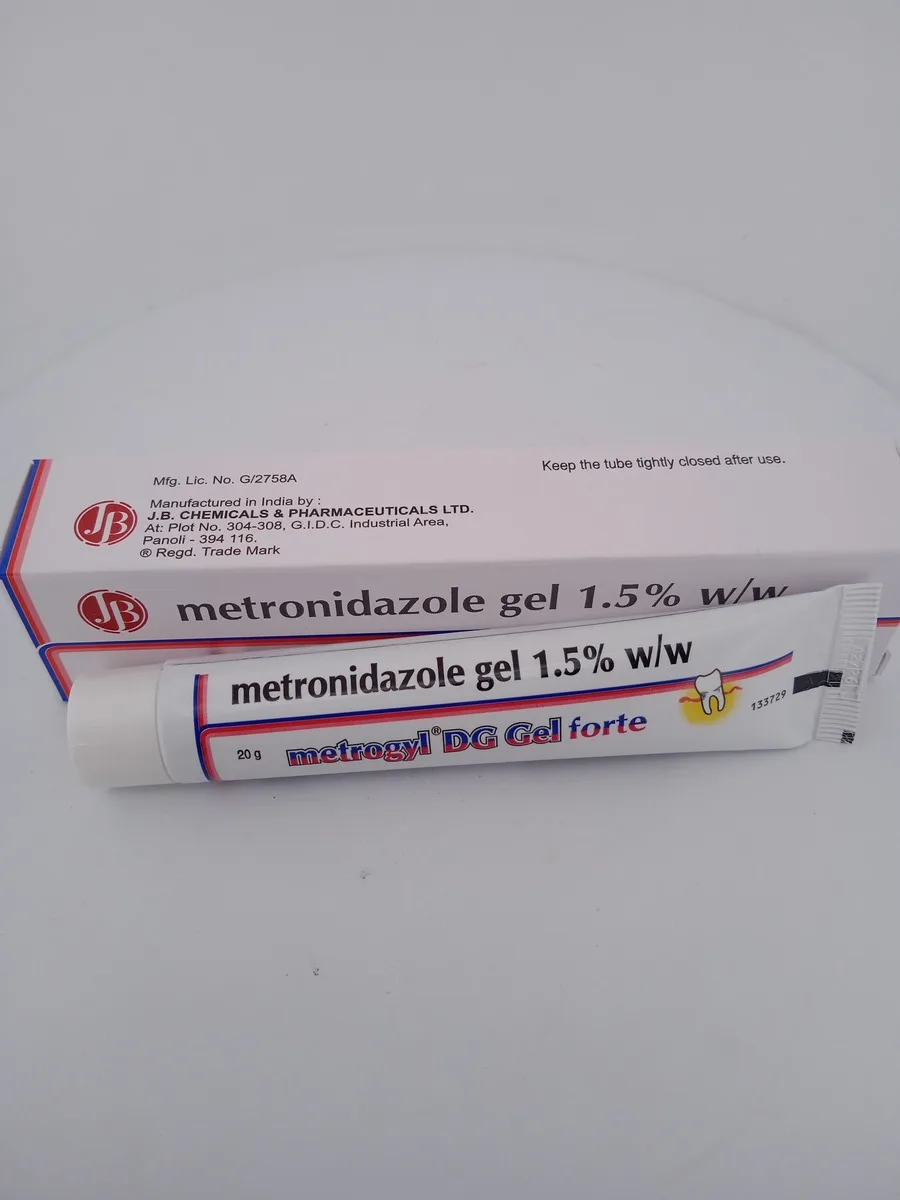 Mfg. Lic. No. G/2758A
Keep the tube tightly closed after use.
JB
Manufactured in India by :
J.B. CHEMICALS & PHARMACEUTICALS LTD.
At: Plot No. 304-308, G.I.D.C. Industrial Area,
Panoli - 394 116.
® Regd. Trade Mark
JB
metronidazole gel 1.5% w/w
metronidazole gel 1.5% w/w
20 g
metrogyl® DG Gel forte
133729